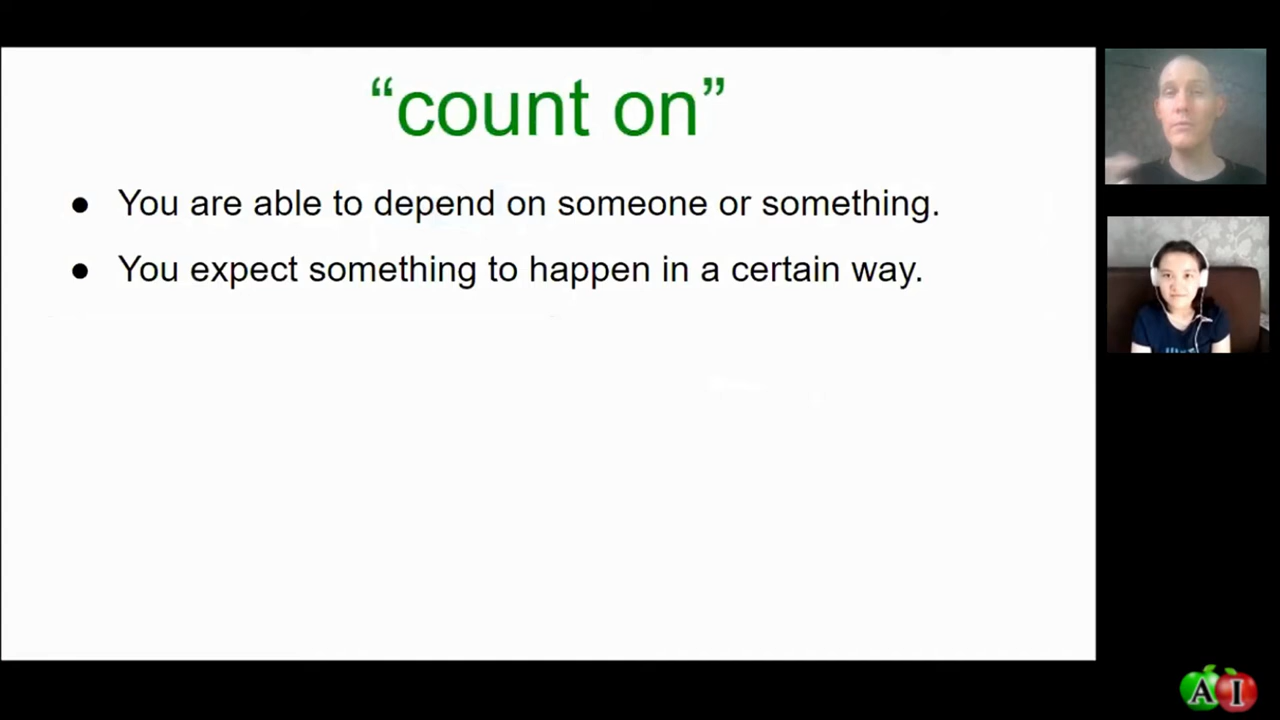 “count on”
● You are able to depend on someone or something.
● You expect something to happen in a certain way.
A I